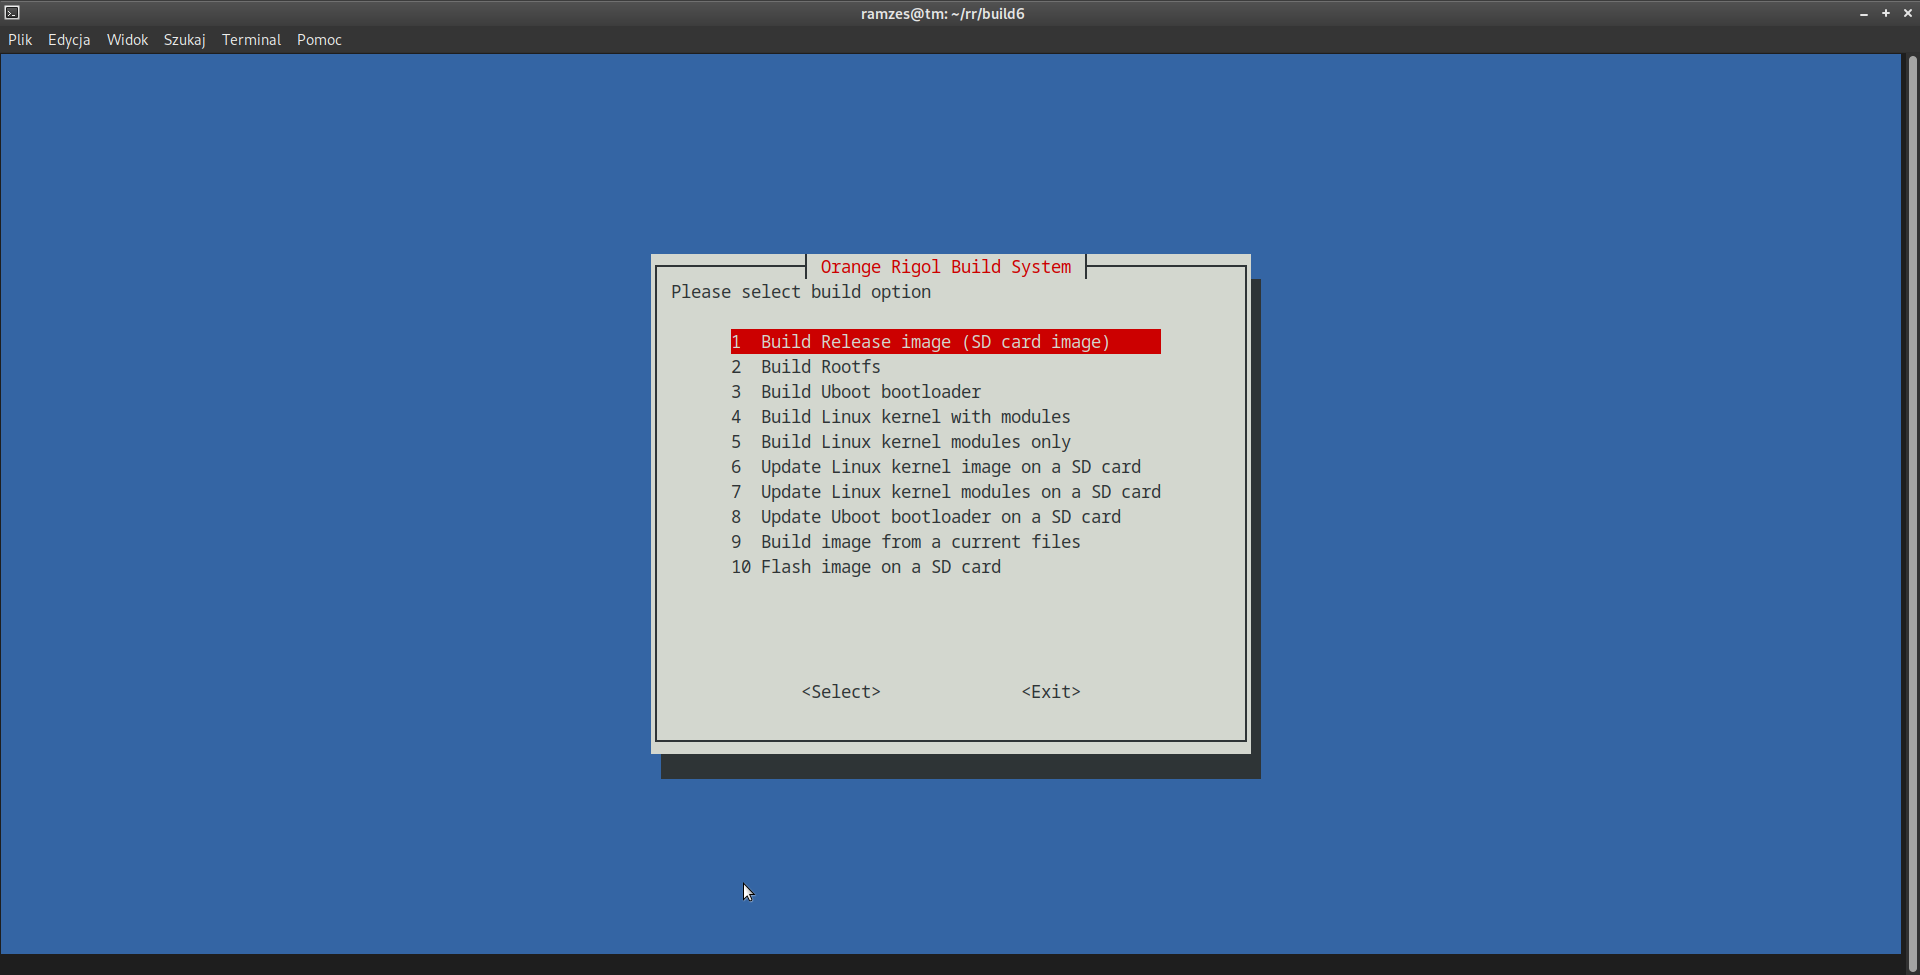 ramzes@tm: ~/rr/build6
Plik Edycja Widok Szukaj Terminal Pomoc
Orange Rigol Build System
Please select build option
1 Build Release image (SD card image)
2 Build Rootfs
3 Build Uboot bootloader
4 Build Linux kernel with modules
5 Build Linux kernel modules only
6 Update Linux kernel image on a SD card
7 Update Linux kernel modules on a SD card
8 Update Uboot bootloader on a SD card
9 Build image from a current files
10 Flash image on a SD card
<Select> <Exit>